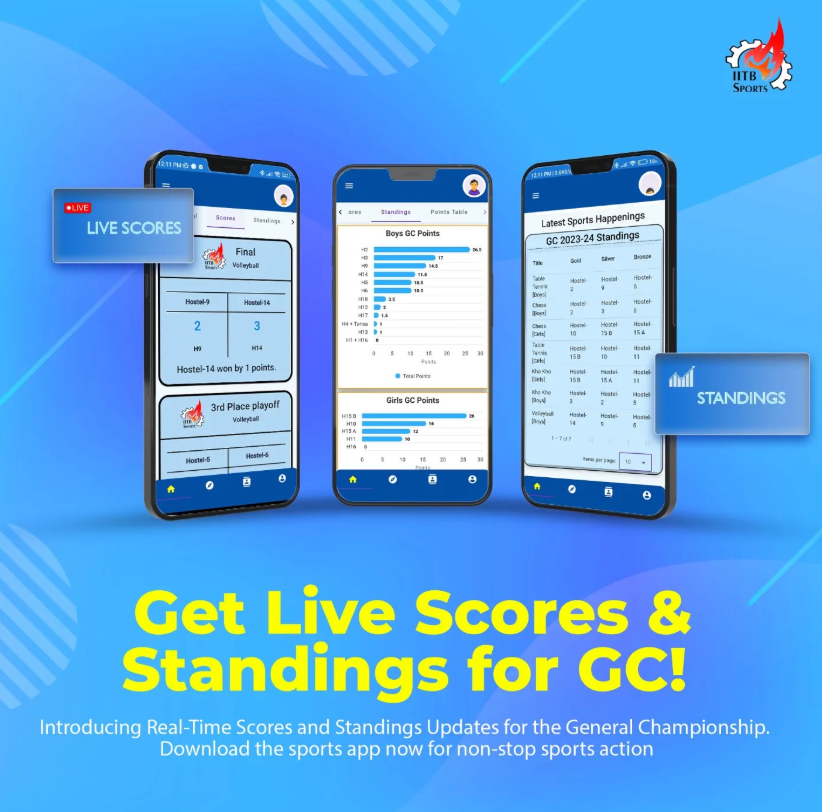 IITB
SPORTS
12:11 PM
LIVE
LIVE SCORES
Scores
Standings
Final
Volleyball
Hostel-9 Hostel-14
2 3
H9 H14
Hostel-14 won by 1 points.
3rd Place playoff
Volleyball
Hostel-5 Hostel-6
ores Standings Points Table
Boys GC Points
H2 26.5
H3 17
H9 14.5
H14 11.5
H5 10.5
H6 10.5
H18 3.5
H12 2
H17 1.5
H4 + Tansa 1
H13 1
H1 + H16 0
0 5 10 15 20 25 30
Points
Total Points
Girls GC Points
H15 B 26
H10 16
H15 A 12
H11 10
H16 0
0 5 10 15 20 25 30
Points
12:11 PM
Latest Sports Happenings
GC 2023-24 Standings
Title Gold Silver Bronze
Table Tennis [Boys] Hostel-2 Hostel-9 Hostel-5
Chess [Boys] Hostel-2 Hostel-3 Hostel-6
Chess [Girls] Hostel-10 Hostel-15 B Hostel-15 A
Table Tennis [Girls] Hostel-15 B Hostel-10 Hostel-11
Kho Kho [Girls] Hostel-15 B Hostel-15 A Hostel-11
Kho Kho [Boys] Hostel-3 Hostel-2 Hostel-5
Volleyball [Boys] Hostel-14 Hostel-9 Hostel-5
1 – 7 of 7
Items per page: 10
STANDINGS
Get Live Scores &
Standings for GC!
Introducing Real-Time Scores and Standings Updates for the General Championship.
Download the sports app now for non-stop sports action